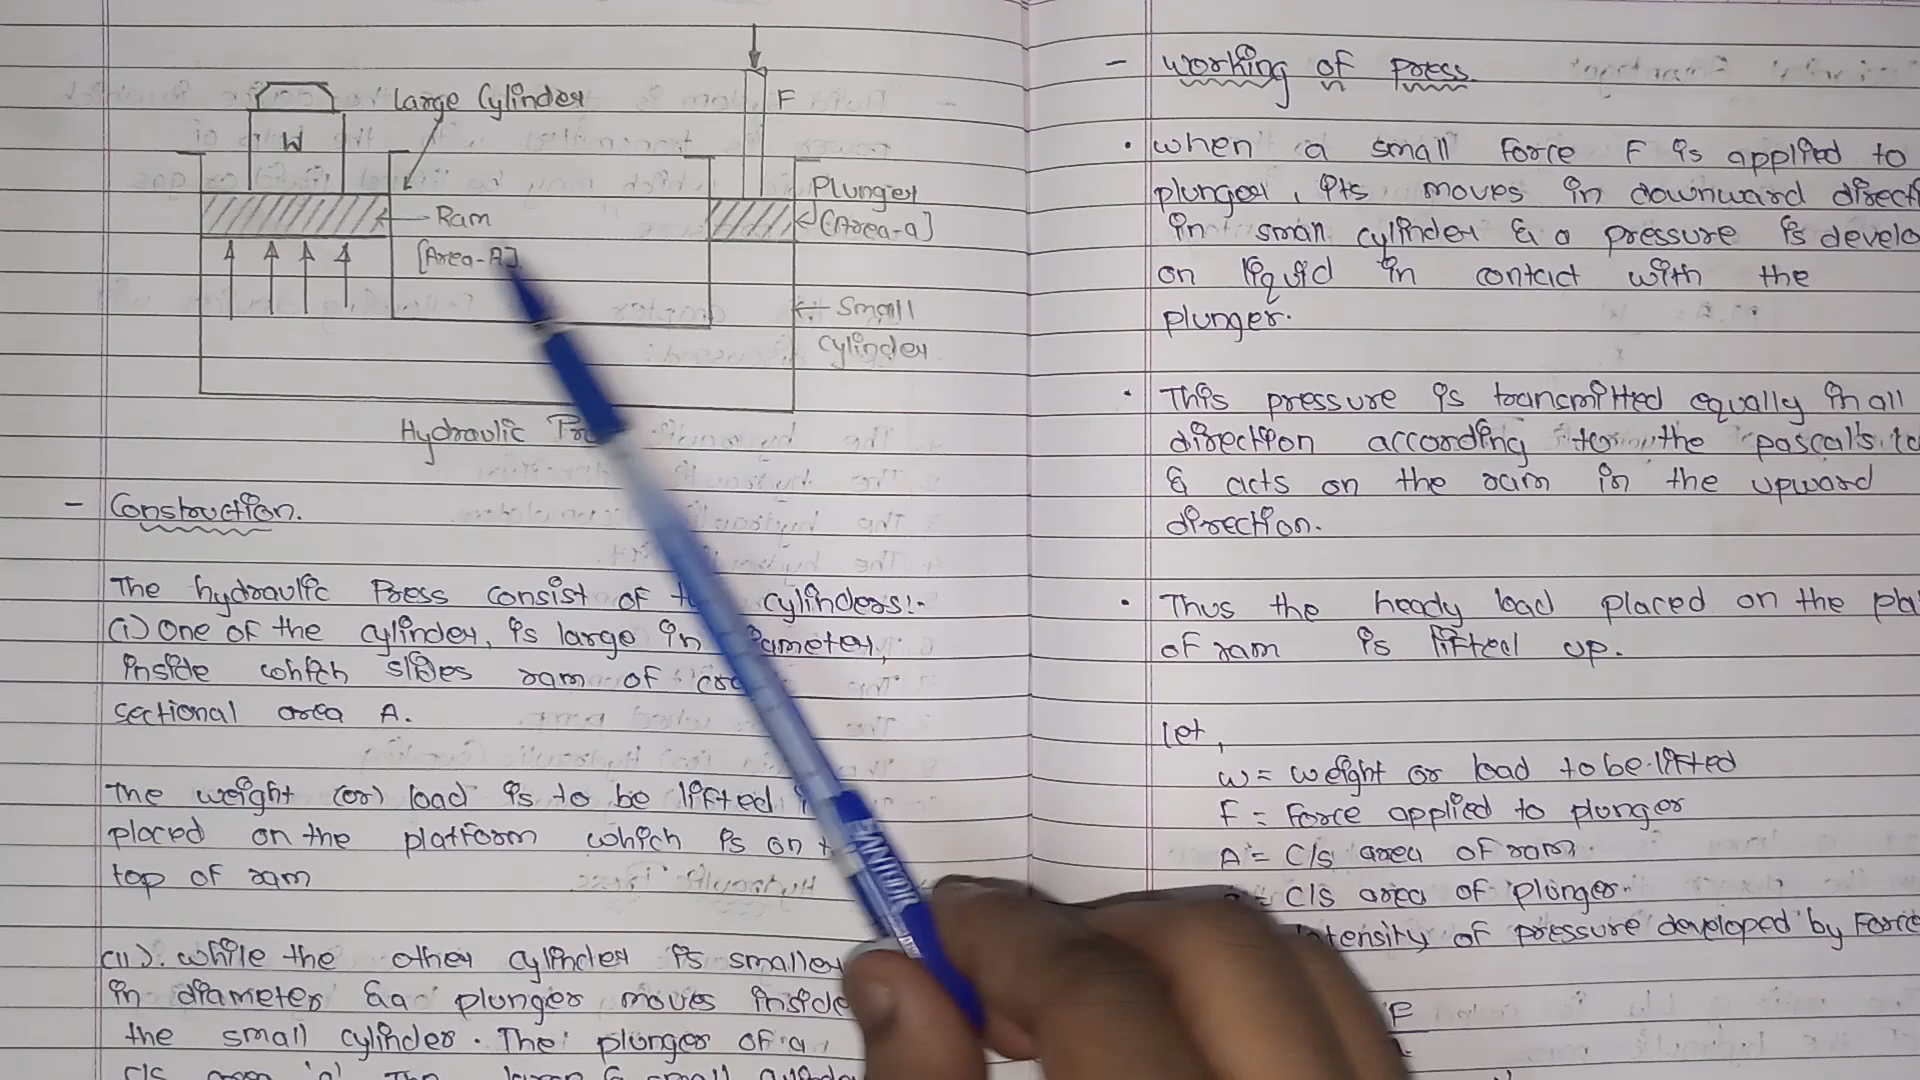 Large Cylinder
F
W
Plunger
[Area-a]
Ram
[Area-A]
Small
Cylinder
Hydraulic
- Construction.
The hydraulic Press consist of cylinders:-
(i) One of the cylinder, is large in
inside which slides ram of
sectional area A.
The weight (or) load is to be lifted
placed on the platform which is on
top of ram
(ii). while the other cylinder is smaller
in diameter & a plunger moves inside
the small cylinder. The plunger of a
- Working of Press.
• when a small force F is applied to
plunger, its moves in downward
in small cylinder & a pressure is
on liquid in contact with the
plunger.
• This pressure is transmitted equally in all
direction according to the pascal's
& acts on the ram in the upward
direction.
• Thus the heady load placed on the
of ram is lifted up.
Let,
W = weight or load to be lifted
F = Force applied to plunger
A = C/s area of ram.
= C/s area of plunger.
of pressure developed by Force
F
PANTONIC